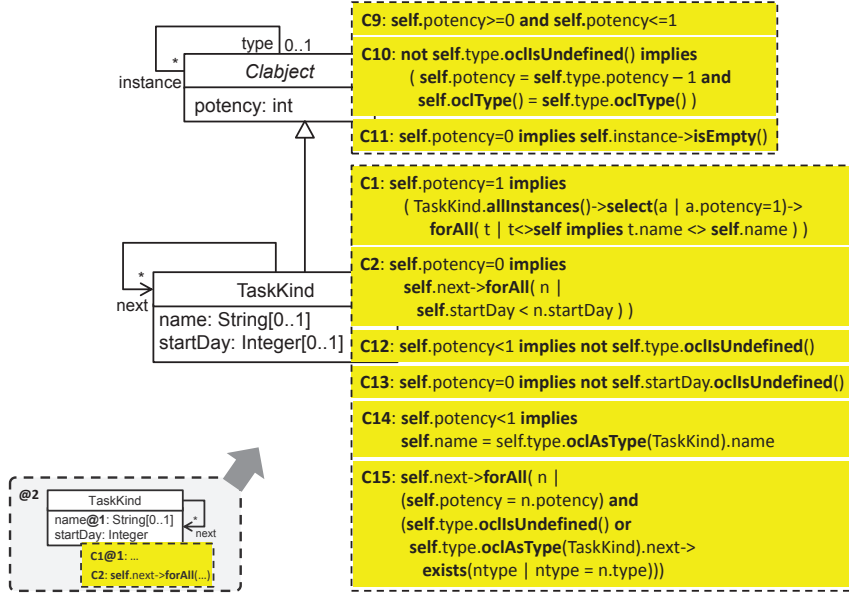 type 0..1
*
instance
Clabject
potency: int
C9: self.potency>=0 and self.potency<=1
C10: not self.type.oclIsUndefined() implies
( self.potency = self.type.potency – 1 and
self.oclType() = self.type.oclType() )
C11: self.potency=0 implies self.instance->isEmpty()
*
next
TaskKind
name: String[0..1]
startDay: Integer[0..1]
C1: self.potency=1 implies
( TaskKind.allInstances()->select(a | a.potency=1)->
forAll( t | t<>self implies t.name <> self.name ) )
C2: self.potency=0 implies
self.next->forAll( n |
self.startDay < n.startDay ) )
C12: self.potency<1 implies not self.type.oclIsUndefined()
C13: self.potency=0 implies not self.startDay.oclIsUndefined()
C14: self.potency<1 implies
self.name = self.type.oclAsType(TaskKind).name
C15: self.next->forAll( n |
(self.potency = n.potency) and
(self.type.oclIsUndefined() or
self.type.oclAsType(TaskKind).next->
exists(ntype | ntype = n.type)))
@2
TaskKind
name@1: String[0..1]
startDay: Integer
*
next
C1@1: ...
C2: self.next->forAll(...)